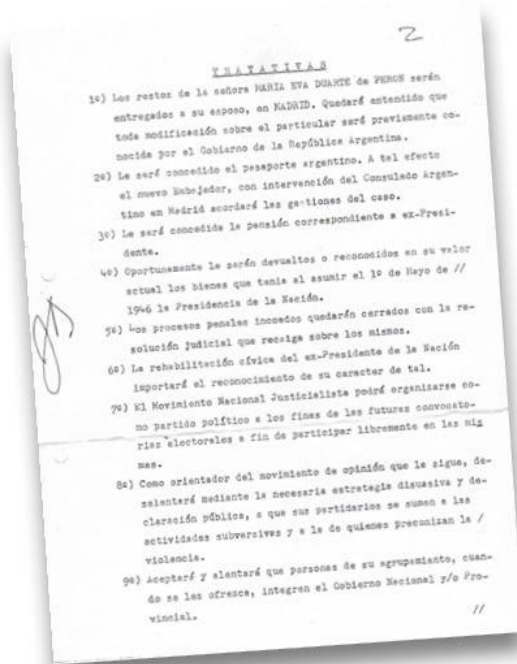 2
TRATATIVAS
1º) Los restos de la señora MARIA EVA DUARTE de PERON serán
entregados a su esposo, en MADRID. Quedará entendido que
toda modificación sobre el particular será previamente co-
nocida por el Gobierno de la República Argentina.
2º) Le será concedido el pasaporte argentino. A tal efecto
el nuevo Embajador, con intervención del Consulado Argen-
tino en Madrid acordará las gestiones del caso.
3º) Le será concedida la pensión correspondiente a ex-Presi-
dente.
4º) Oportunamente le serán devueltos o reconocidos en su valor
actual los bienes que tenía al asumir el 1º de Mayo de //
1946 la Presidencia de la Nación.
5º) Los procesos penales incoados quedarán cerrados con la re-
solución judicial que recaiga sobre los mismos.
6º) La rehabilitación cívica del ex-Presidente de la Nación
importará el reconocimiento de su caracter de tal.
7º) El Movimiento Nacional Justicialista podrá organizarse co-
mo partido político a los fines de las futuras convocato-
rias electorales a fin de participar libremente en las mis
mas.
8º) Como orientador del movimiento de opinión que le sigue, de-
salentará mediante la necesaria estrategia disuasiva y de-
claración pública, a que sus partidarios se sumen a las
actividades subversivas y a la de quienes preconizan la /
violencia.
9º) Aceptará y alentará que personas de su agrupamiento, cuan-
do se les ofrezca, integren el Gobierno Nacional y/o Pro-
vincial.
//